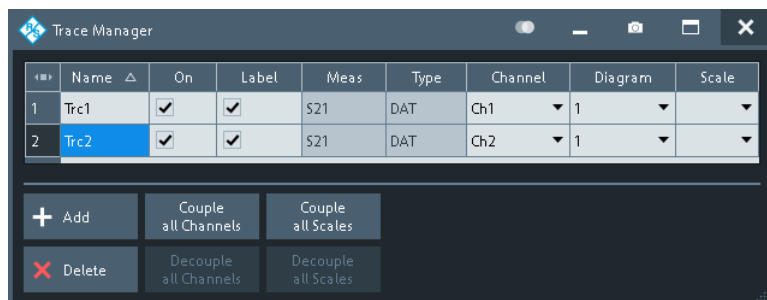 R&S Trace Manager
Name On Label Meas Type Channel Diagram Scale
1 Trc1 S21 DAT Ch1 1
2 Trc2 S21 DAT Ch2 1
Add
Couple
all Channels
Couple
all Scales
Delete
Decouple
all Channels
Decouple
all Scales